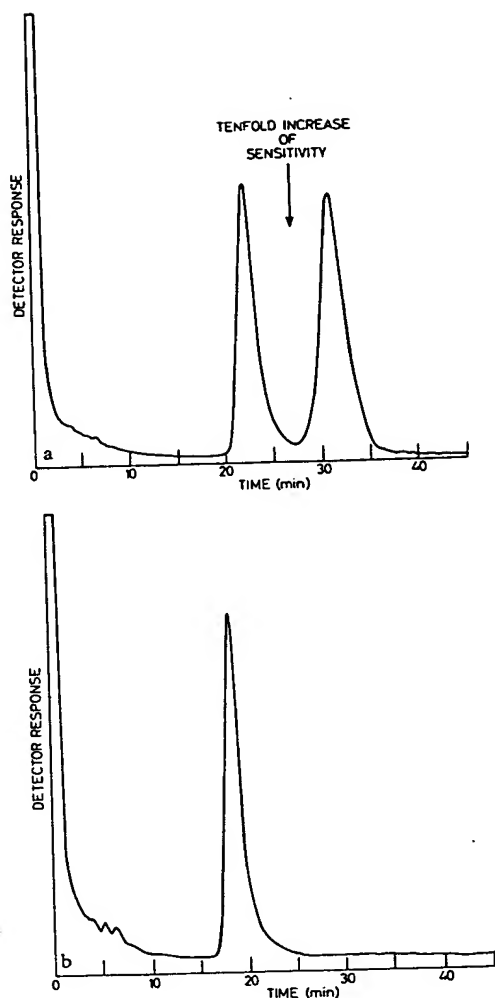 TENFOLD INCREASE
OF
SENSITIVITY
DETECTOR RESPONSE
a
0 10 20 30 40
TIME (min)
DETECTOR RESPONSE
b
0 10 20 30 40
TIME (min)